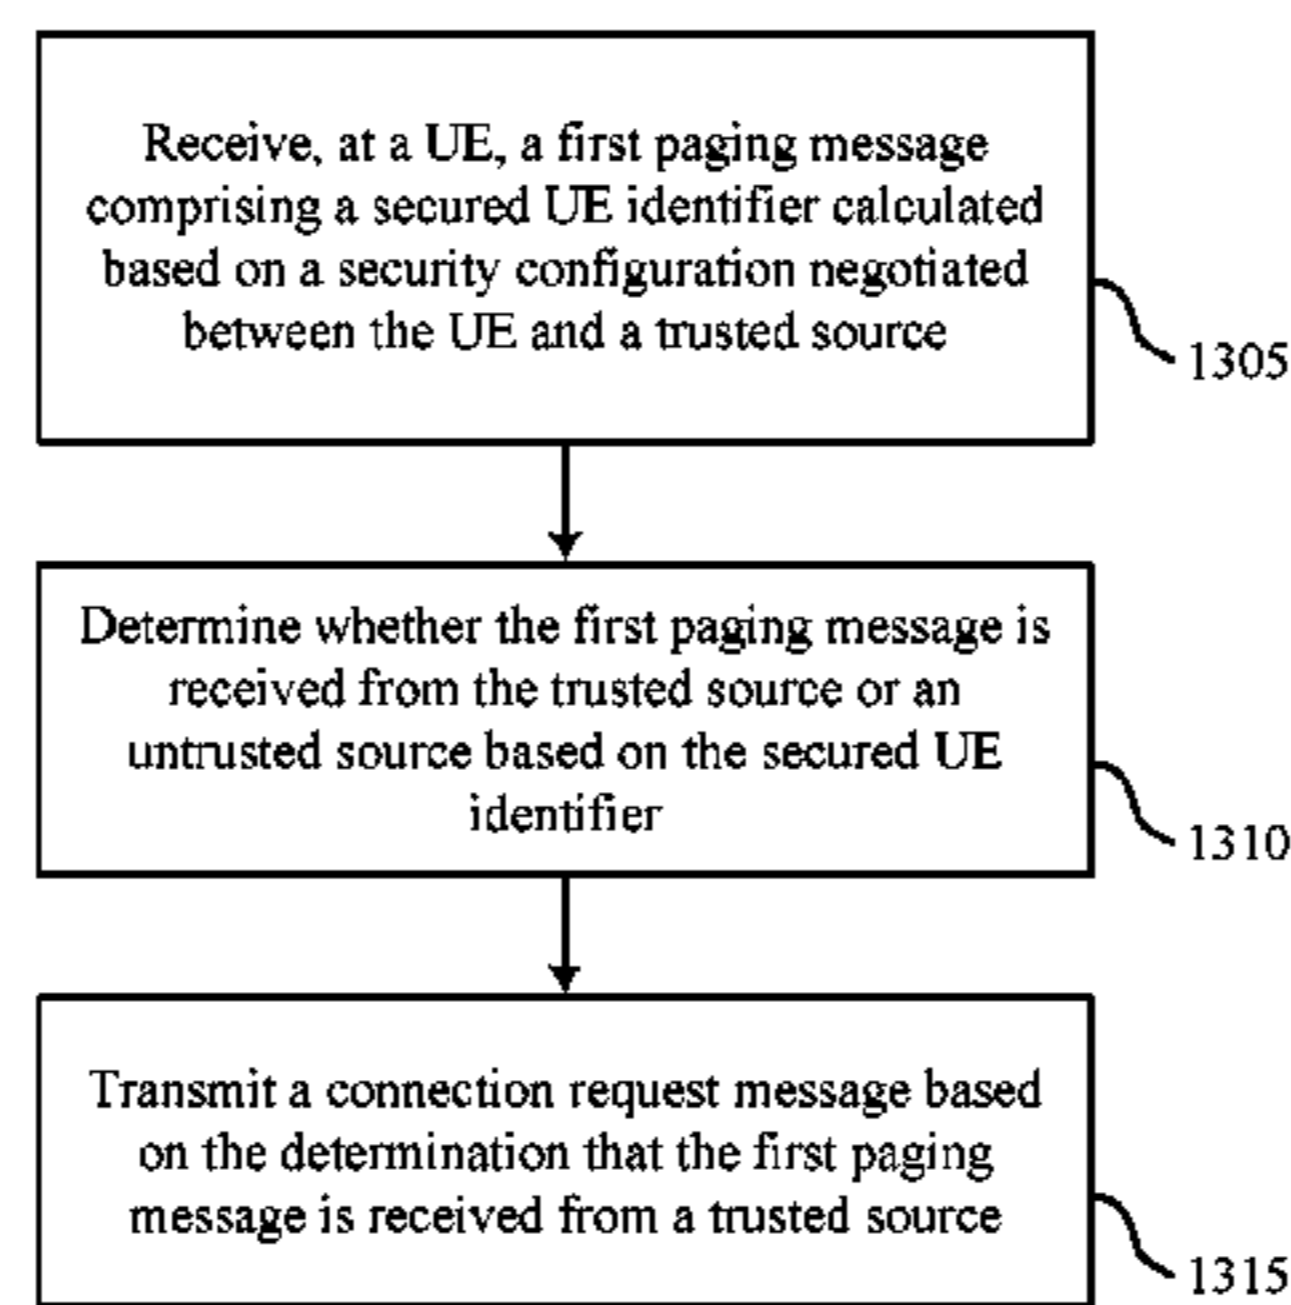 Receive, at a UE, a first paging message
comprising a secured UE identifier calculated
based on a security configuration negotiated
between the UE and a trusted source
1305
Determine whether the first paging message is
received from the trusted source or an
untrusted source based on the secured UE
identifier
1310
Transmit a connection request message based
on the determination that the first paging
message is received from a trusted source
1315